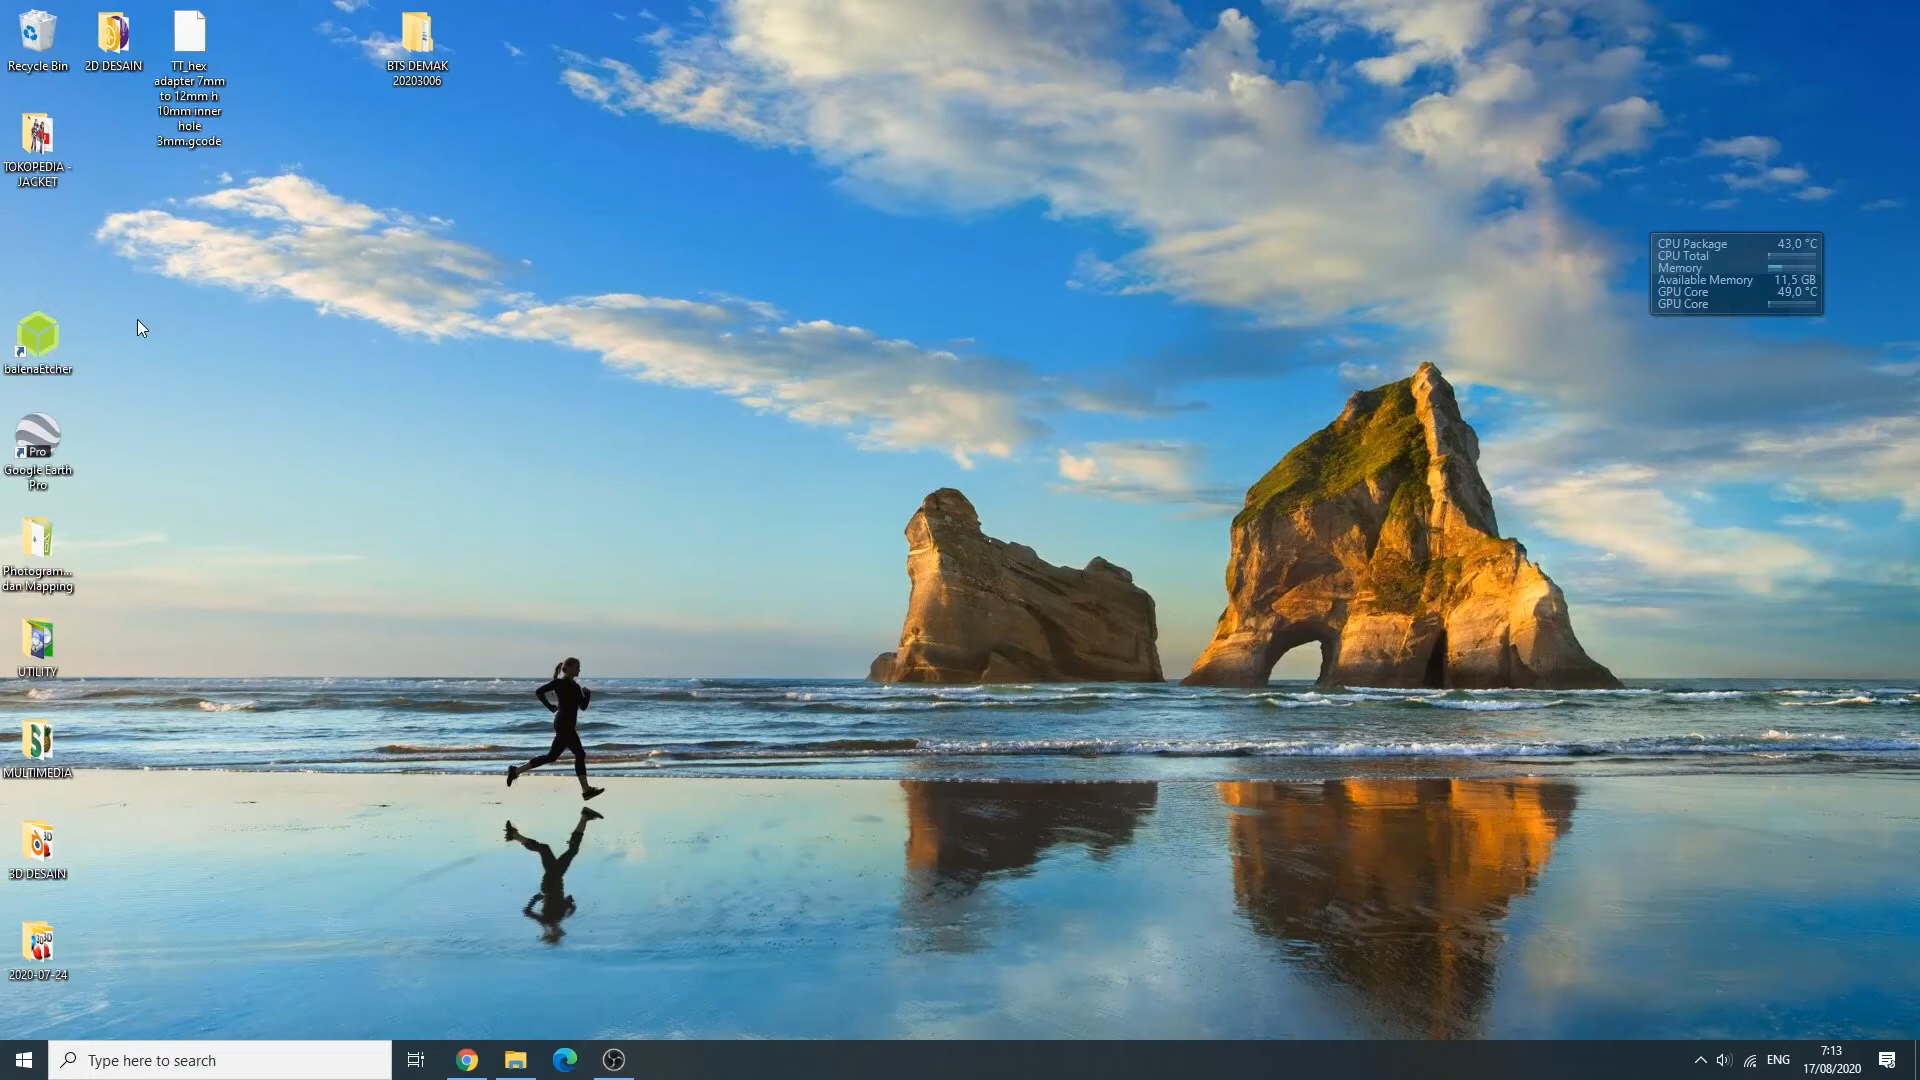 Recycle Bin
2D DESAIN
TT_hex
adapter 7mm
to 12mm h
10mm inner
hole
3mm.gcode
BTS DEMAK
20203006
TOKOPEDIA -
JACKET
balenaEtcher
Pro
Google Earth
Pro
Photogram...
dan Mapping
UTILITY
MULTIMEDIA
3D DESAIN
2020-07-24
CPU Package 43,0 °C
CPU Total
Memory
Available Memory 11,5 GB
GPU Core 49,0 °C
GPU Core
Type here to search
ENG
7:13
17/08/2020